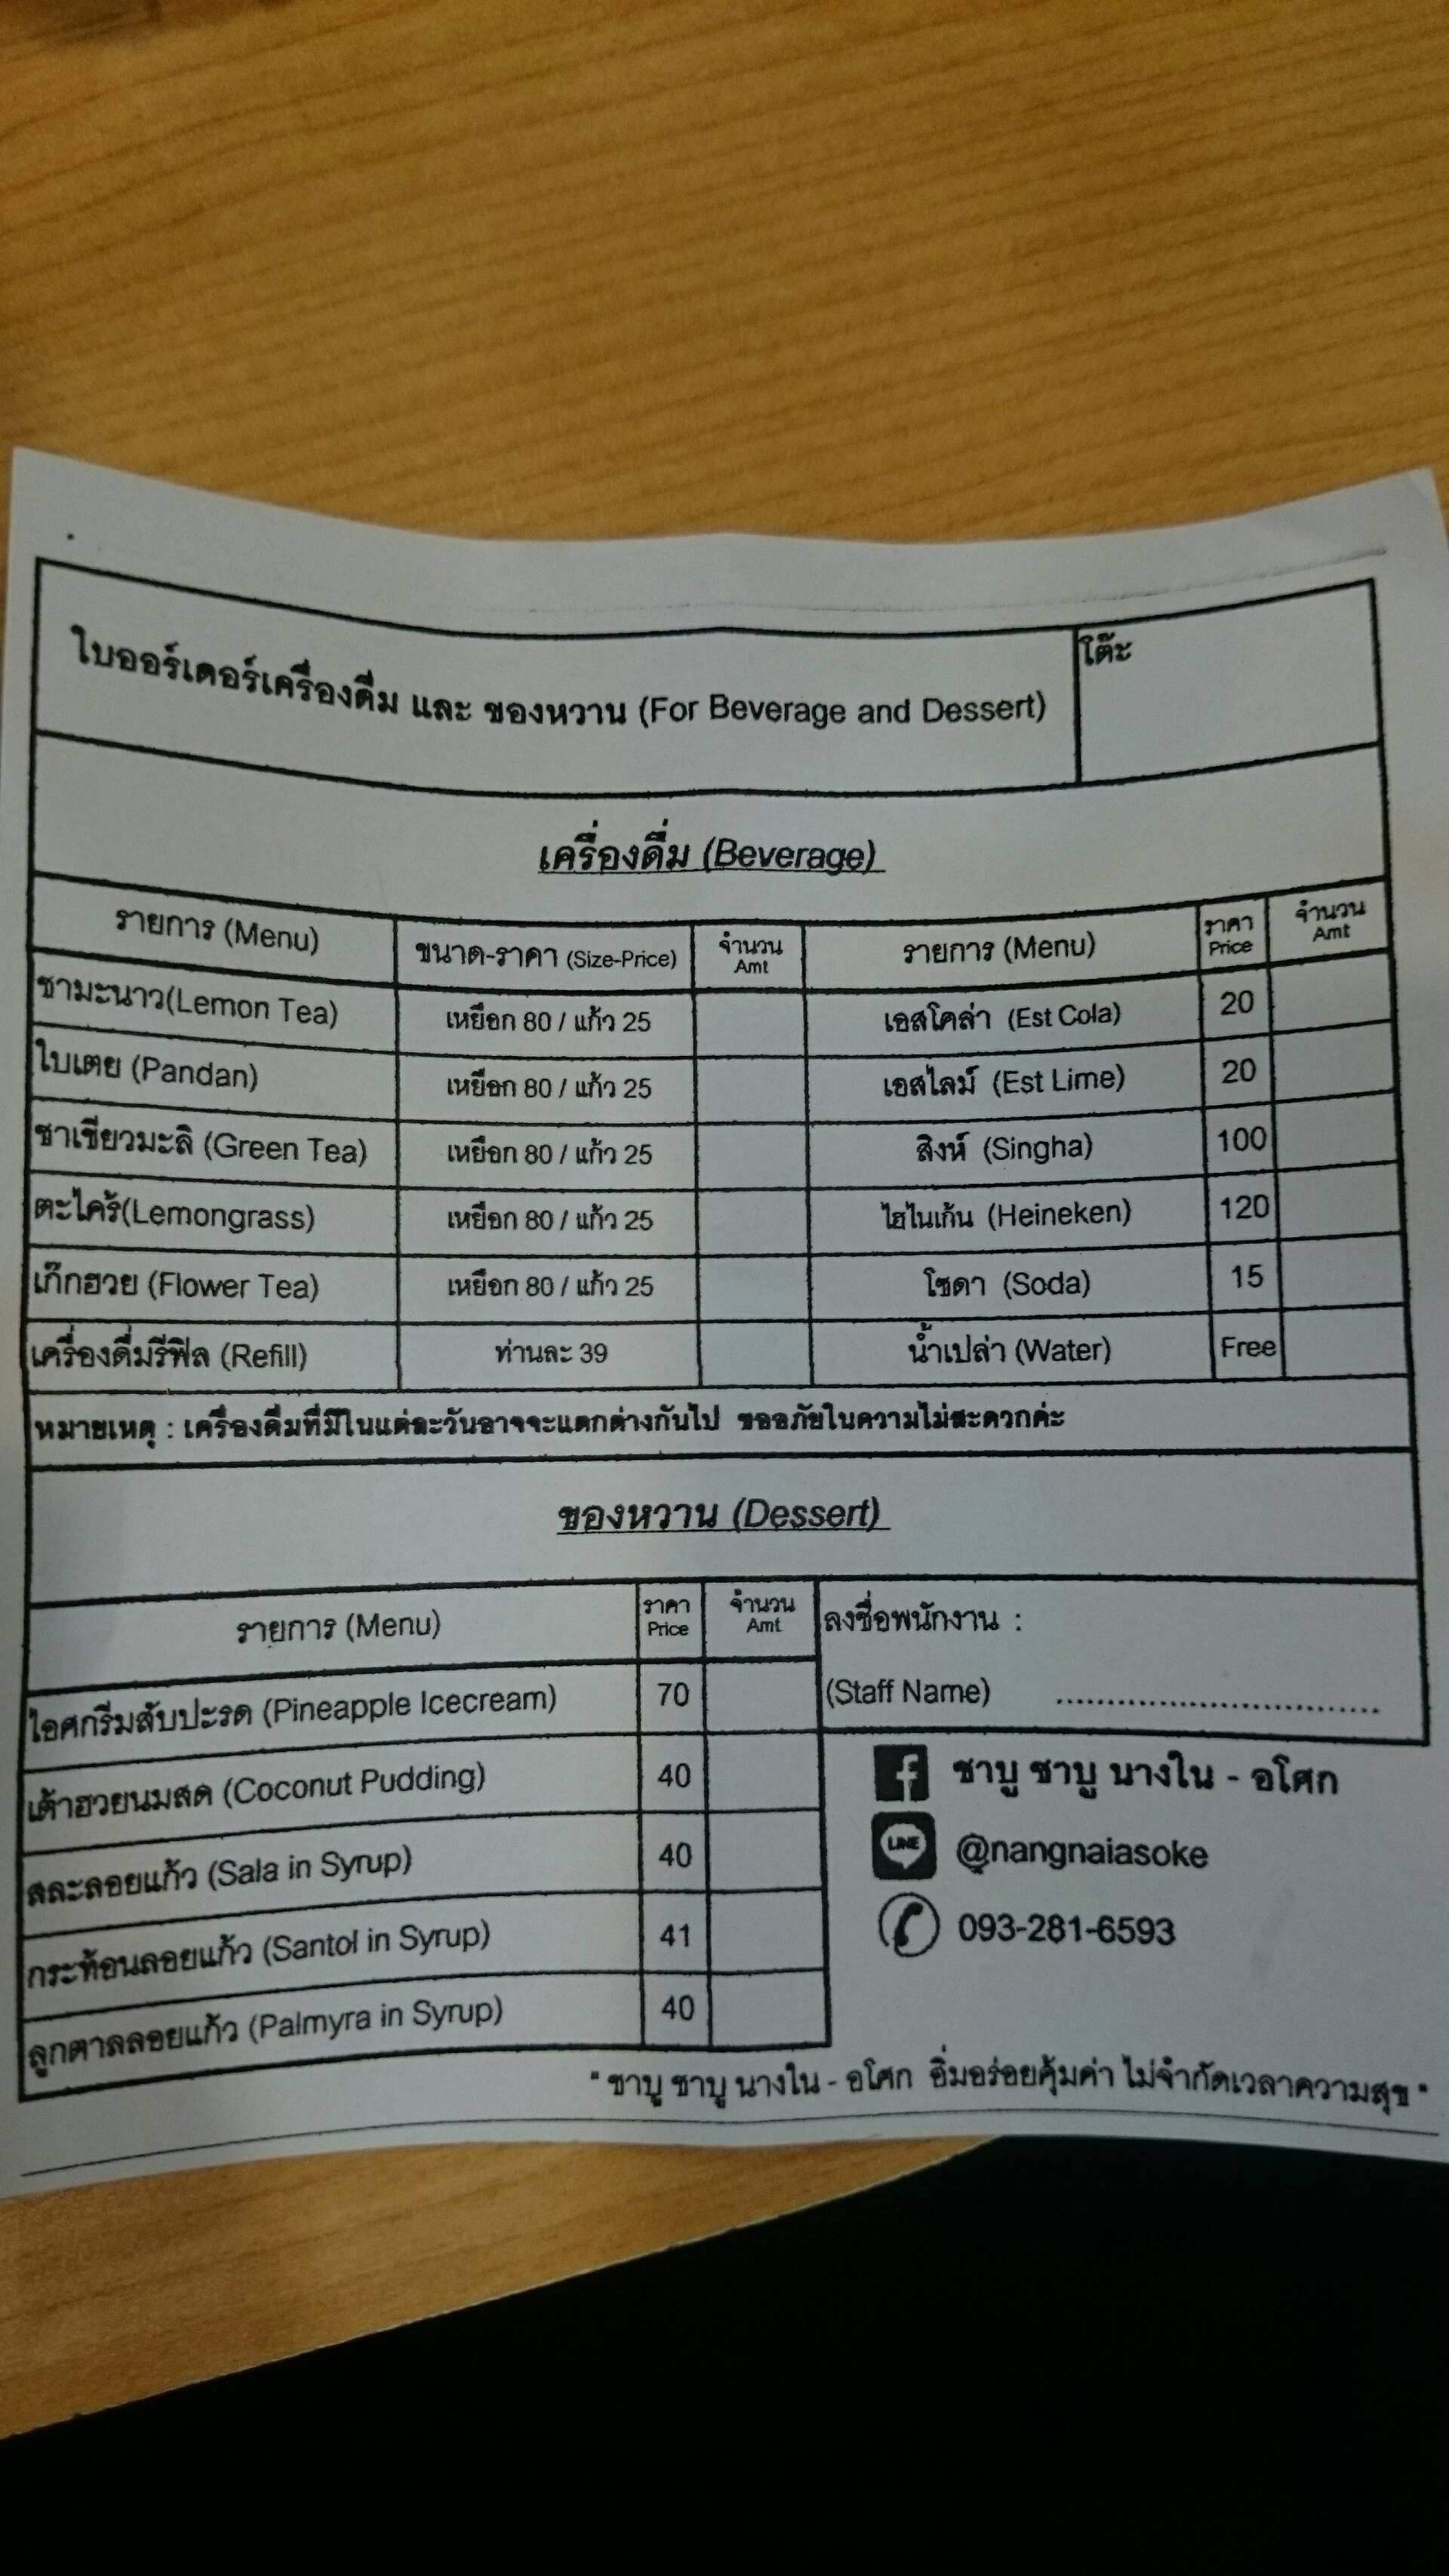 ใบออร์เดอร์เครื่องดื่ม และ ของหวาน (For Beverage and Dessert) โต๊ะ
เครื่องดื่ม (Beverage)
รายการ (Menu) ขนาด-ราคา (Size-Price) จำนวน Amt รายการ (Menu) ราคา Price จำนวน Amt
ชามะนาว(Lemon Tea) เหยือก 80 / แก้ว 25 เอสโคล่า (Est Cola) 20
ใบเตย (Pandan) เหยือก 80 / แก้ว 25 เอสไลม์ (Est Lime) 20
ชาเขียวมะลิ (Green Tea) เหยือก 80 / แก้ว 25 สิงห์ (Singha) 100
ตะไคร้(Lemongrass) เหยือก 80 / แก้ว 25 ไฮไนเก้น (Heineken) 120
เก๊กฮวย (Flower Tea) เหยือก 80 / แก้ว 25 โซดา (Soda) 15
เครื่องดื่มรีฟิล (Refill) ท่านละ 39 น้ำเปล่า (Water) Free
หมายเหตุ : เครื่องดื่มที่มีในแต่ละวันอาจจะแตกต่างกันไป ขออภัยในความไม่สะดวกค่ะ
ของหวาน (Dessert)
รายการ (Menu) ราคา Price จำนวน Amt
ไอศกรีมสับปะรด (Pineapple Icecream) 70
เต้าฮวยนมสด (Coconut Pudding) 40
สละลอยแก้ว (Sala in Syrup) 40
กระท้อนลอยแก้ว (Santol in Syrup) 41
ลูกตาลลอยแก้ว (Palmyra in Syrup) 40
ลงชื่อพนักงาน :
(Staff Name) ................................
ชาบู ชาบู นางใน - อโศก
LINE @nangnaiasoke
093-281-6593
" ชาบู ชาบู นางใน - อโศก อิ่มอร่อยคุ้มค่า ไม่จำกัดเวลาความสุข "